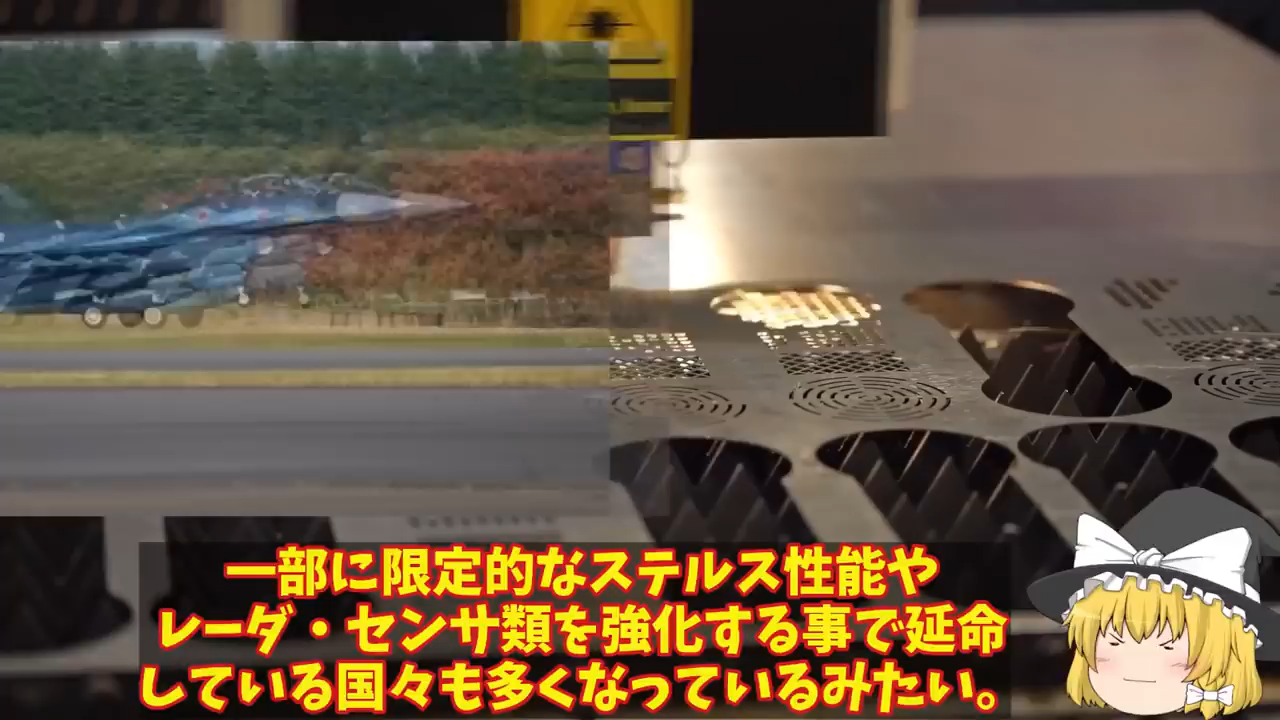 一部に限定的なステルス性能や
レーダ・センサ類を強化する事で延命
している国々も多くなっているみたい。